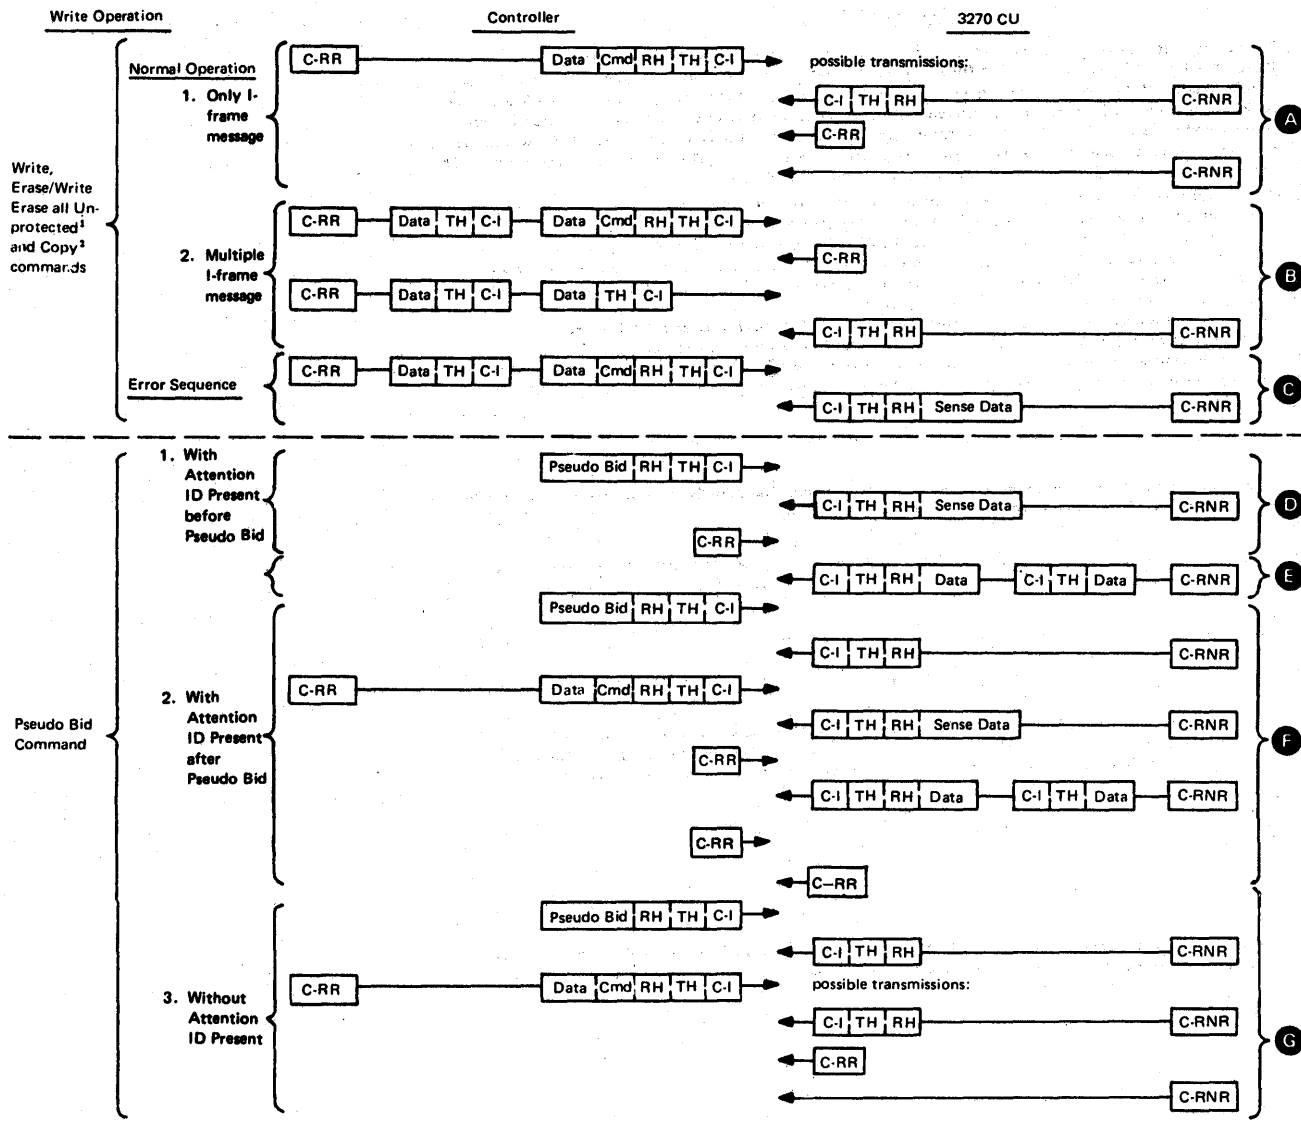 Write Operation Controller 3270 CU
Normal Operation C-RR Data Cmd RH TH C-I possible transmissions:
1. Only I-
frame
message
C-I TH RH C-RNR
A
C-RR
C-RNR
Write,
Erase/Write
Erase all Un-
protected¹
and Copy²
commands
C-RR Data TH C-I Data Cmd RH TH C-I
2. Multiple
I-frame
message
C-RR
B
C-RR Data TH C-I Data TH C-I
C-I TH RH C-RNR
Error Sequence
C-RR Data TH C-I Data Cmd RH TH C-I
C
C-I TH RH Sense Data C-RNR
1. With
Attention
ID Present
before
Pseudo Bid
Pseudo Bid RH TH C-I
C-I TH RH Sense Data C-RNR
D
C-RR
C-I TH RH Data C-I TH Data C-RNR
E
Pseudo Bid RH TH C-I
C-I TH RH C-RNR
C-RR Data Cmd RH TH C-I
2. With
Attention
ID Present
after
Pseudo Bid
Pseudo Bid
Command
C-I TH RH Sense Data C-RNR
F
C-RR
C-I TH RH Data C-I TH Data C-RNR
C-RR
C-RR
Pseudo Bid RH TH C-I
C-I TH RH C-RNR
3. Without
Attention
ID Present
C-RR Data Cmd RH TH C-I possible transmissions:
C-I TH RH C-RNR
G
C-RR
C-RNR